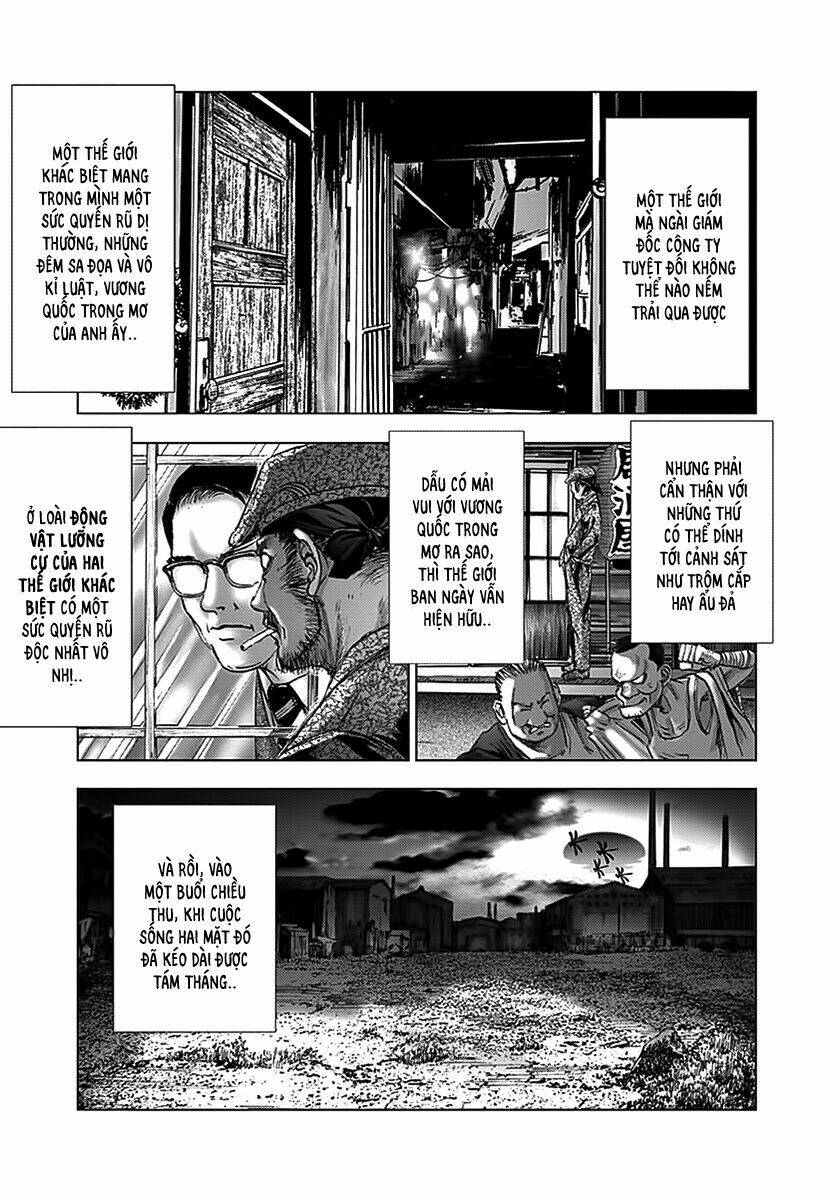 MỘT THẾ GIỚI
MÀ NGÀI GIÁM
ĐỐC CÔNG TY
TUYỆT ĐỐI KHÔNG
THỂ NÀO NẾM
TRẢI QUA ĐƯỢC
MỘT THẾ GIỚI
KHÁC BIỆT MANG
TRONG MÌNH MỘT
SỨC QUYẾN RŨ DỊ
THƯỜNG, NHỮNG
ĐÊM SA ĐỌA VÀ VÔ
KỈ LUẬT, VƯƠNG
QUỐC TRONG MƠ
CỦA ANH ẤY..
NHƯNG PHẢI
CẨN THẬN VỚI
NHỮNG THỨ
CÓ THỂ DÍNH
TỚI CẢNH SÁT
NHƯ TRỘM CẮP
HAY ẨU ĐẢ
DẪU CÓ MẢI
VUI VỚI VƯƠNG
QUỐC TRONG
MƠ RA SAO,
THÌ THẾ GIỚI
BAN NGÀY VẪN
HIỆN HỮU..
Ở LOÀI ĐỘNG
VẬT LƯỠNG
CƯ CỦA HAI
THẾ GIỚI KHÁC
BIỆT CÓ MỘT
SỨC QUYẾN RŨ
ĐỘC NHẤT VÔ
NHỊ..
VÀ RỒI, VÀO
MỘT BUỔI CHIỀU
THU, KHI CUỘC
SỐNG HAI MẶT ĐÓ
ĐÃ KÉO DÀI ĐƯỢC
TÁM THÁNG..